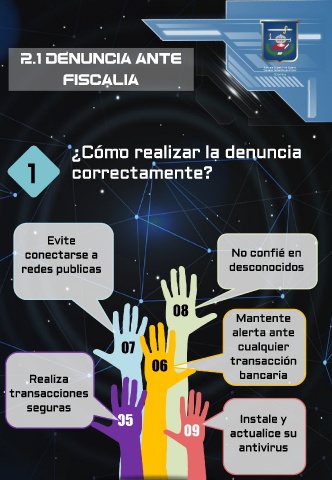 2.1 DENUNCIA ANTE
FISCALIA
1
¿Cómo realizar la denuncia
correctamente?
Evite
conectarse a
redes publicas
No confié en
desconocidos
08
07
06
Mantente
alerta ante
cualquier
transacción
bancaria
Realiza
transacciones
seguras
05
09
Instale y
actualice su
antivirus